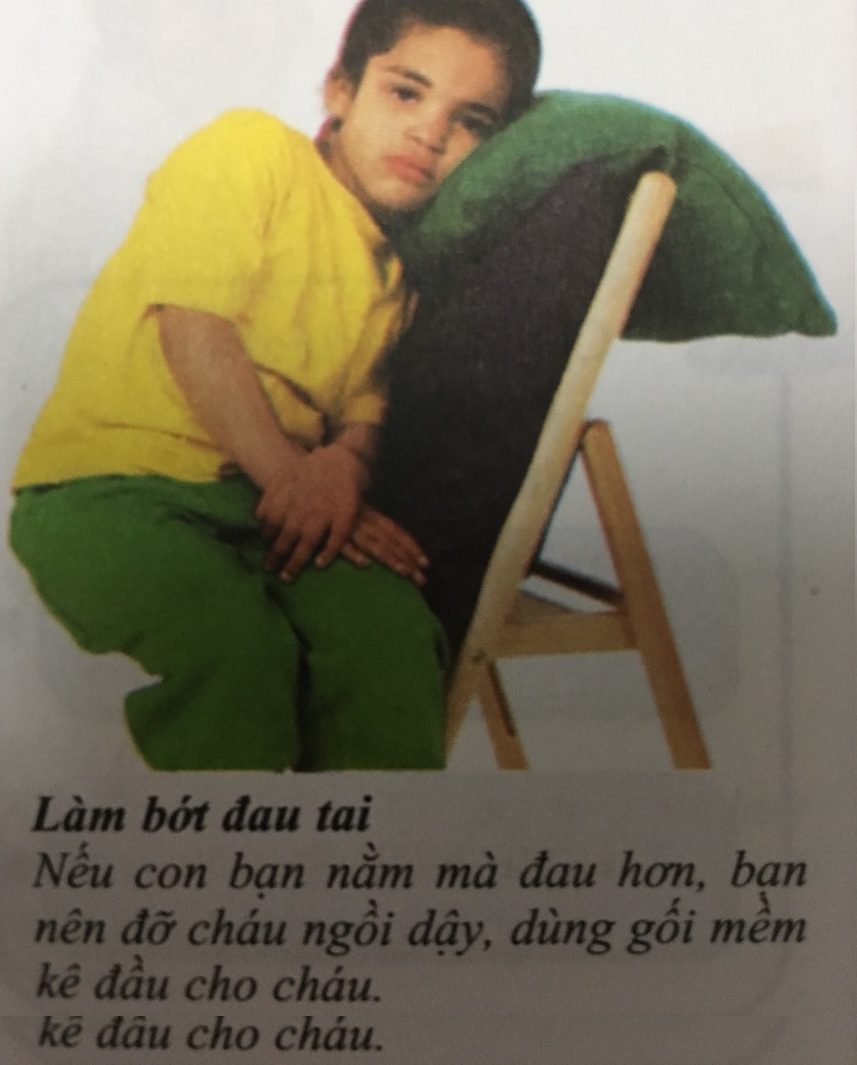 Làm bớt đau tai
Nếu con bạn nằm mà đau hơn, bạn
nên đỡ cháu ngồi dậy, dùng gối mềm
kê đầu cho cháu.
kê đâu cho cháu.